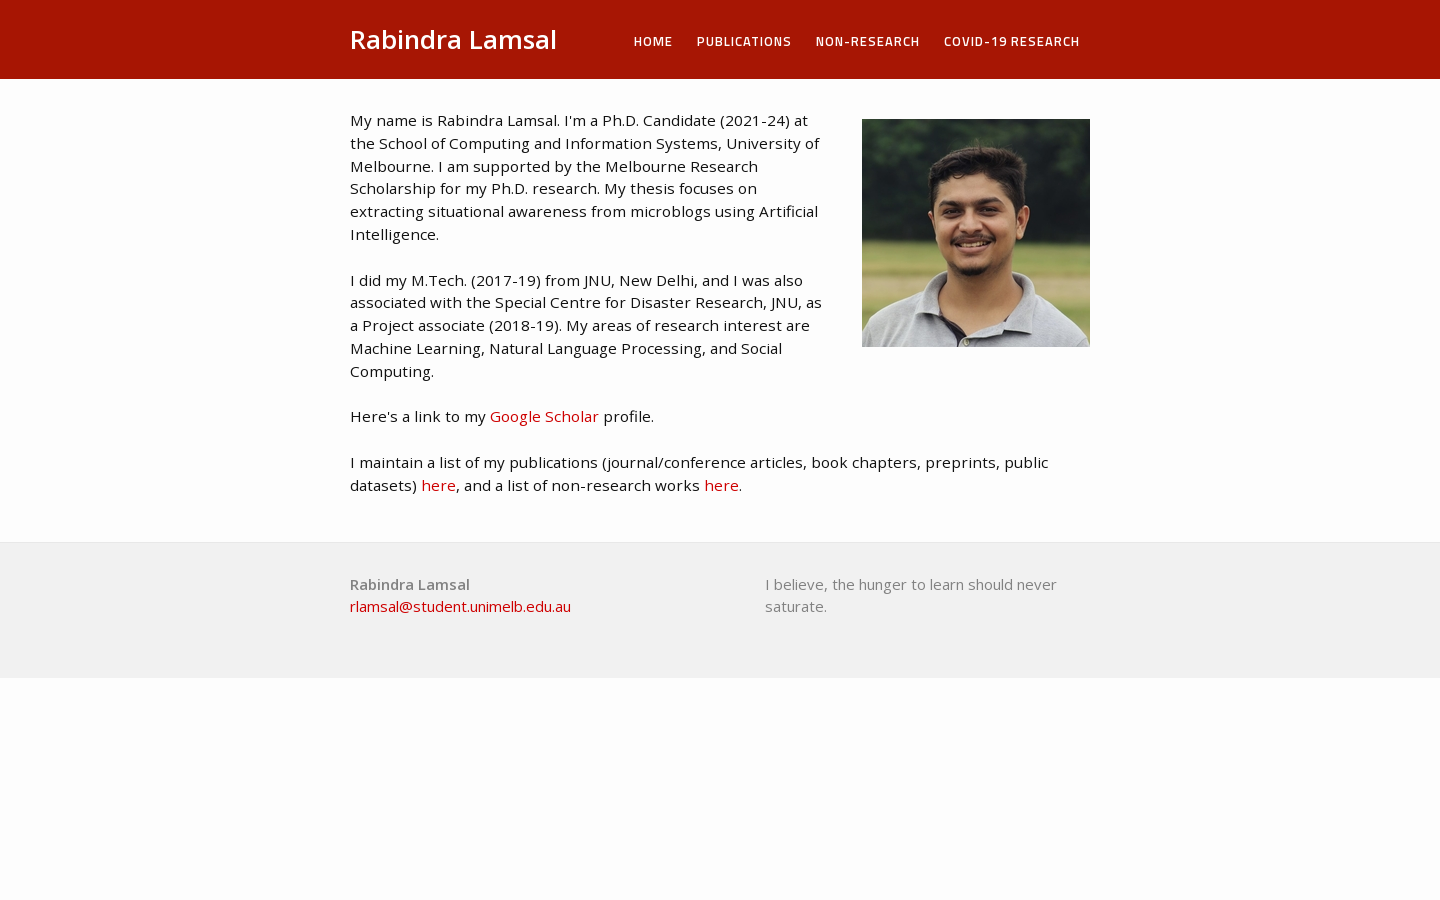 Rabindra Lamsal
HOME PUBLICATIONS NON-RESEARCH COVID-19 RESEARCH
My name is Rabindra Lamsal. I'm a Ph.D. Candidate (2021-24) at
the School of Computing and Information Systems, University of
Melbourne. I am supported by the Melbourne Research
Scholarship for my Ph.D. research. My thesis focuses on
extracting situational awareness from microblogs using Artificial
Intelligence.
I did my M.Tech. (2017-19) from JNU, New Delhi, and I was also
associated with the Special Centre for Disaster Research, JNU, as
a Project associate (2018-19). My areas of research interest are
Machine Learning, Natural Language Processing, and Social
Computing.
Here's a link to my Google Scholar profile.
I maintain a list of my publications (journal/conference articles, book chapters, preprints, public
datasets) here, and a list of non-research works here.
Rabindra Lamsal
rlamsal@student.unimelb.edu.au
I believe, the hunger to learn should never
saturate.